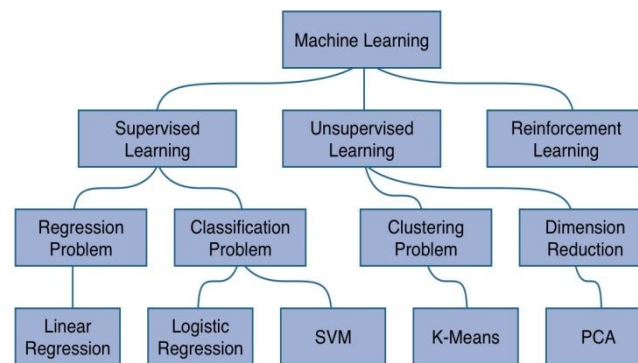 Machine Learning
Supervised
Learning
Unsupervised
Learning
Reinforcement
Learning
Regression
Problem
Classification
Problem
Clustering
Problem
Dimension
Reduction
Linear
Regression
Logistic
Regression
SVM
K-Means
PCA